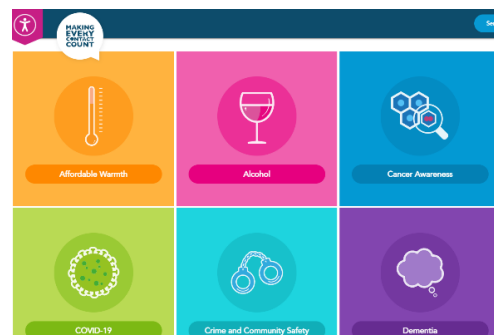 MAKING
EVERY
CONTACT
COUNT
Affordable Warmth
Alcohol
Cancer Awareness
COVID-19
Crime and Community Safety
Dementia